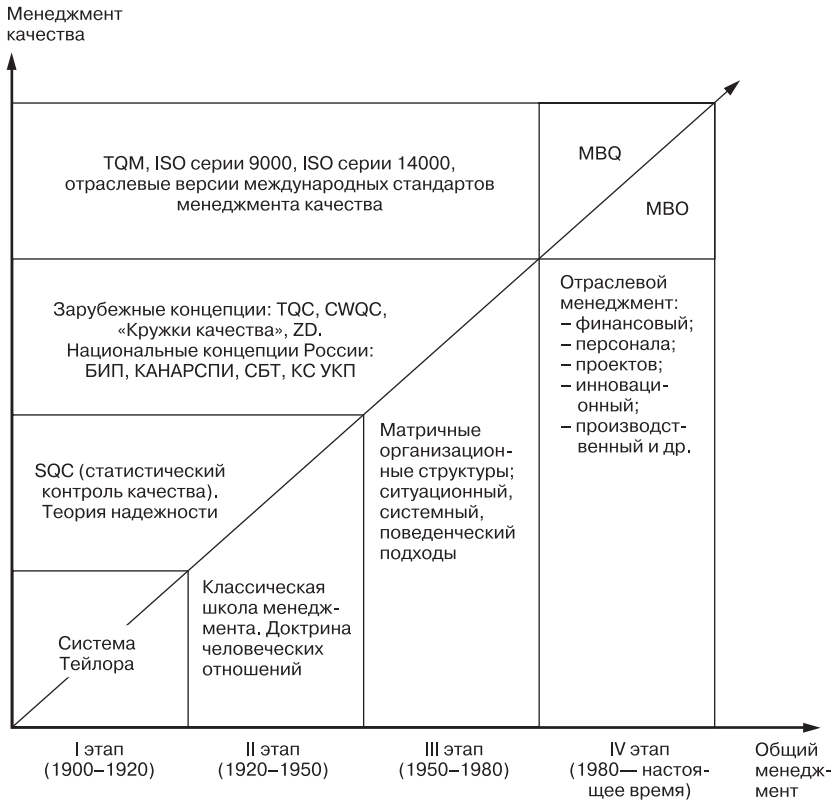 Менеджмент
качества
TQM, ISO серии 9000, ISO серии 14000,
отраслевые версии международных стандартов
менеджмента качества
MBQ
MBO
Зарубежные концепции: TQC, CWQC,
«Кружки качества», ZD.
Национальные концепции России:
БИП, КАНАРСПИ, СБТ, КС УКП
Отраслевой
менеджмент:
– финансовый;
– персонала;
– проектов;
– инноваци-
онный;
– производст-
венный и др.
SQC (статистический
контроль качества).
Теория надежности
Матричные
организацион-
ные структуры;
ситуационный,
системный,
поведенческий
подходы
Система
Тейлора
Классическая
школа менедж-
мента. Доктрина
человеческих
отношений
I этап
(1900–1920)
II этап
(1920–1950)
III этап
(1950–1980)
IV этап
(1980— настоя-
щее время)
Общий
менедж-
мент